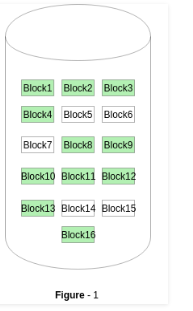 Block1 Block2 Block3
Block4 Block5 Block6
Block7 Block8 Block9
Block10 Block11 Block12
Block13 Block14 Block15
Block16
Figure - 1